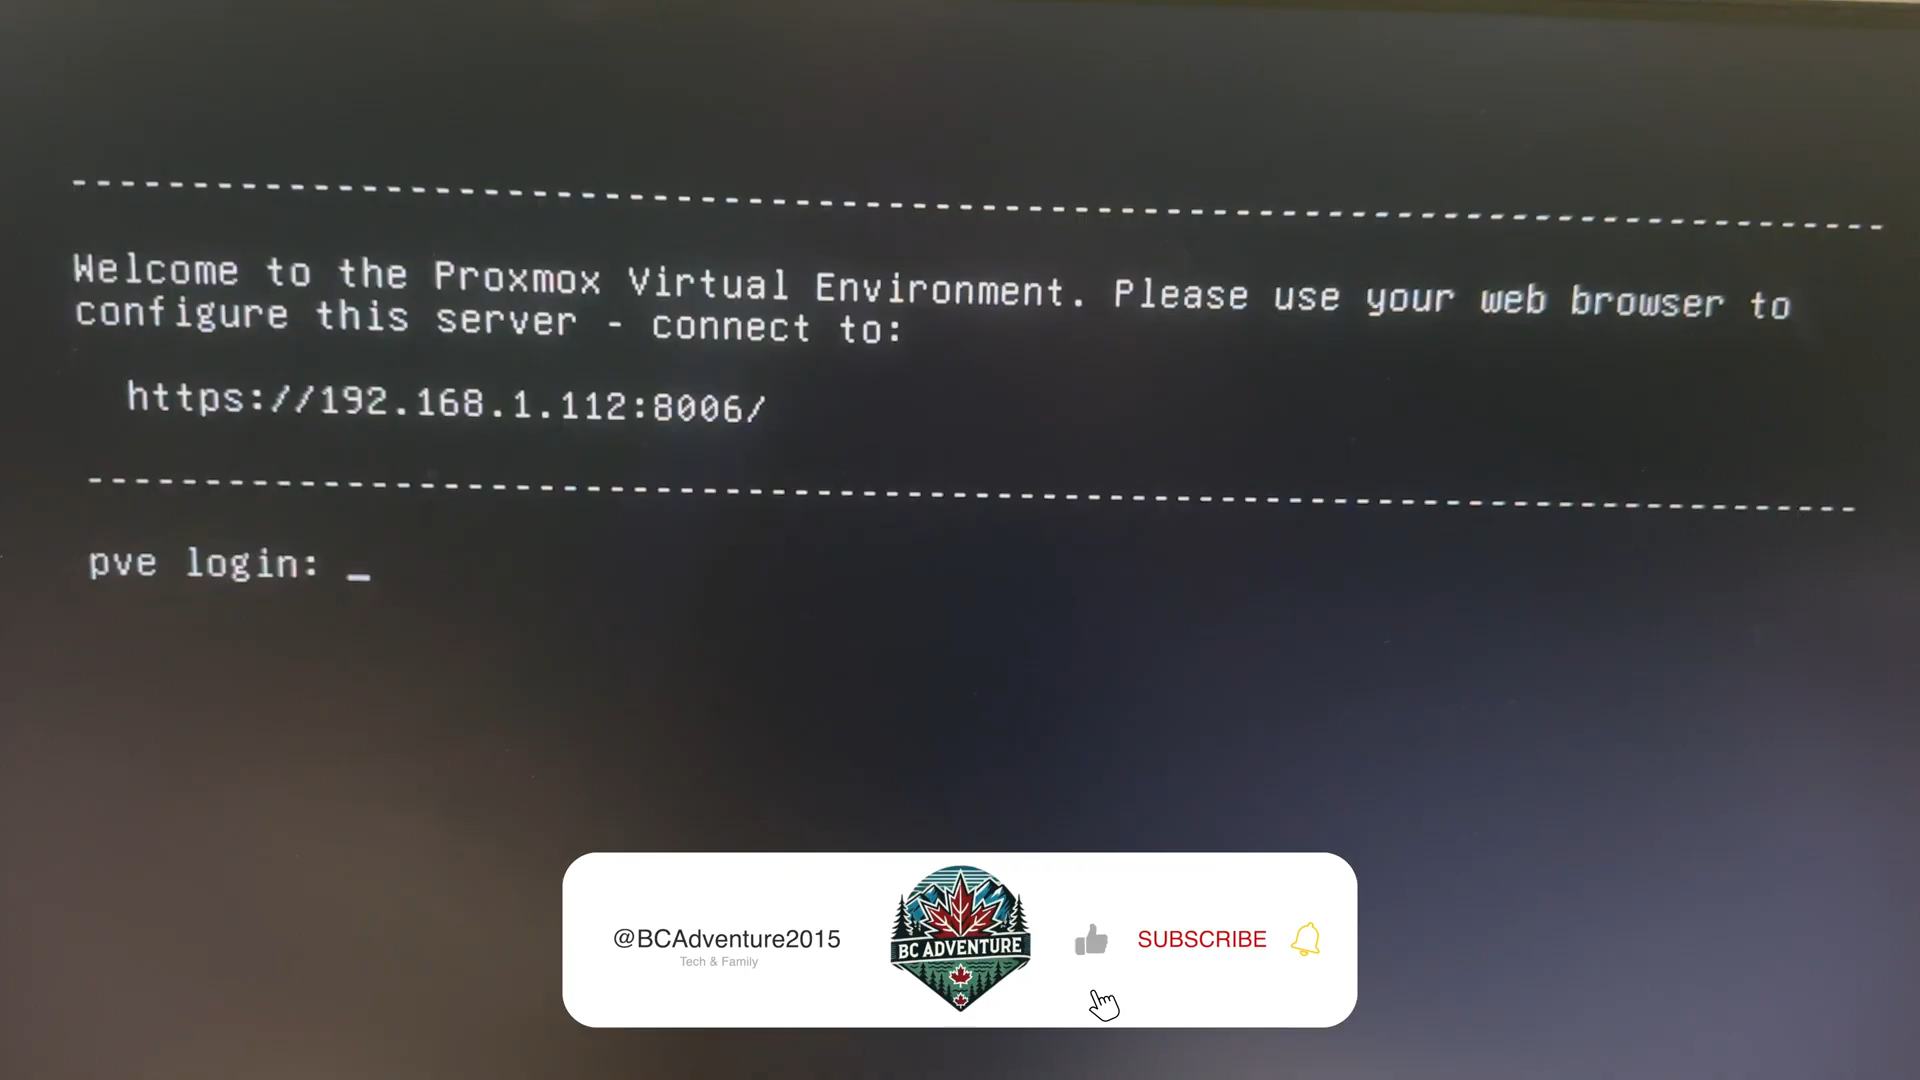 Welcome to the Proxmox Virtual Environment. Please use your web browser to
configure this server - connect to:
https://192.168.1.112:8006/
pve login: _
@BCAdventure2015
Tech & Family
BC ADVENTURE
SUBSCRIBE